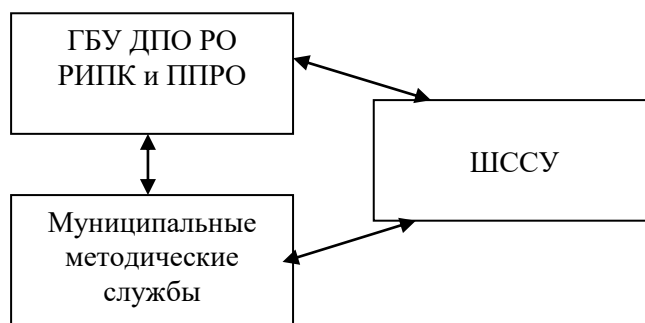 ГБУ ДПО РО
РИПК и ППРО
ШССУ
Муниципальные
методические
службы